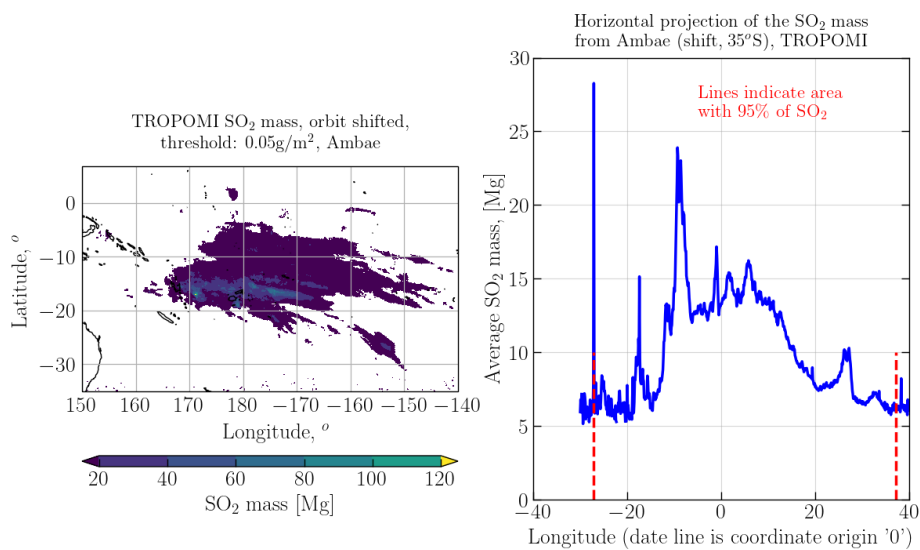 TROPOMI SO₂ mass, orbit shifted,
threshold: 0.05g/m², Ambae
Latitude, °
0
−10
−20
−30
150 160 170 180 −170 −160 −150 −140
Longitude, °
20 40 60 80 100 120
SO₂ mass [Mg]
Horizontal projection of the SO₂ mass
from Ambae (shift, 35°S), TROPOMI
Lines indicate area
with 95% of SO₂
Average SO₂ mass, [Mg]
30
25
20
15
10
5
0
−40 −20 0 20 40
Longitude (date line is coordinate origin '0')